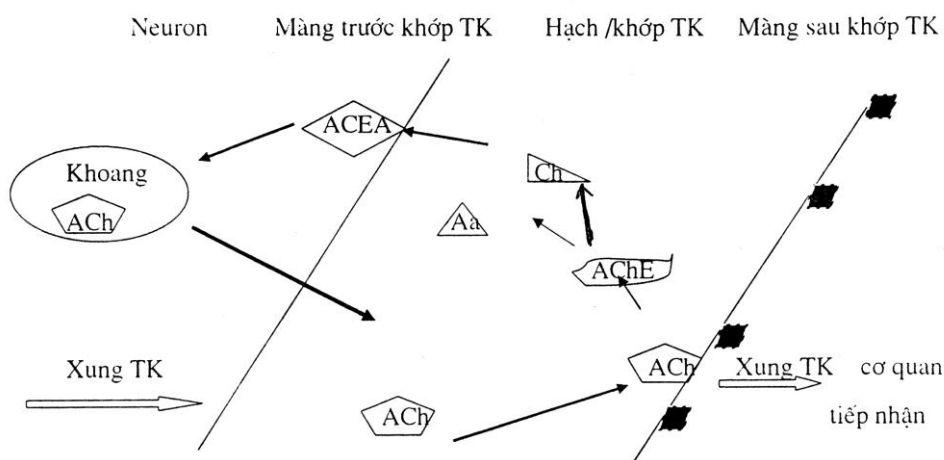 Neuron Màng trước khớp TK Hạch /khớp TK Màng sau khớp TK
ACEA
Khoang
Ch
ACh
Aa
AChE
Xung TK
ACh
Xung TK cơ quan
ACh
tiếp nhận